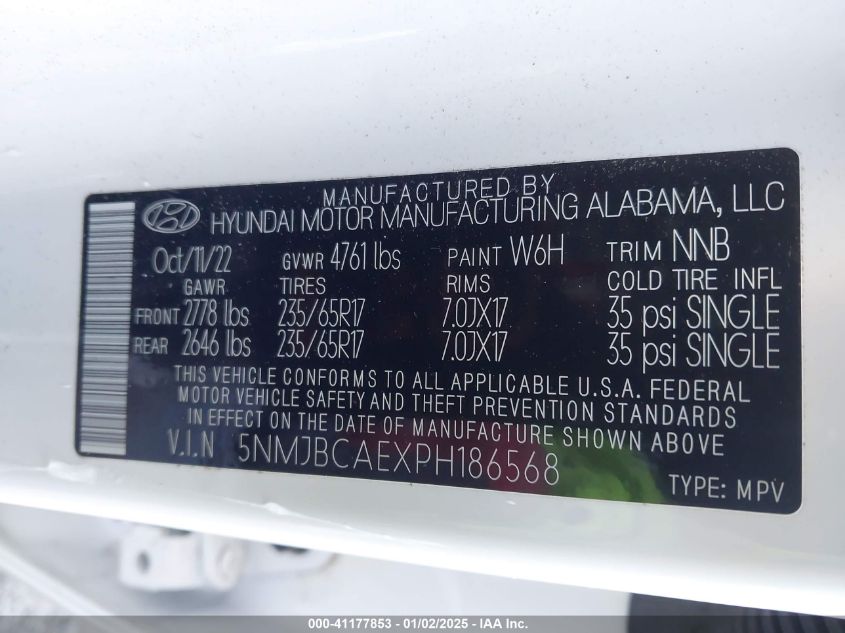 MANUFACTURED BY
HYUNDAI MOTOR MANUFACTURING ALABAMA, LLC
Oct/11/22 GVWR 4761 lbs PAINT W6H TRIM NNB
GAWR TIRES RIMS COLD TIRE INFL
FRONT 2778 lbs 235/65R17 7.0JX17 35 psi SINGLE
REAR 2646 lbs 235/65R17 7.0JX17 35 psi SINGLE
THIS VEHICLE CONFORMS TO ALL APPLICABLE U.S.A. FEDERAL
MOTOR VEHICLE SAFETY AND THEFT PREVENTION STANDARDS
IN EFFECT ON THE DATE OF MANUFACTURE SHOWN ABOVE.
V.I.N 5NMJBCAEXPH186568
TYPE: MPV
000-41177853 - 01/02/2025 - IAA Inc.